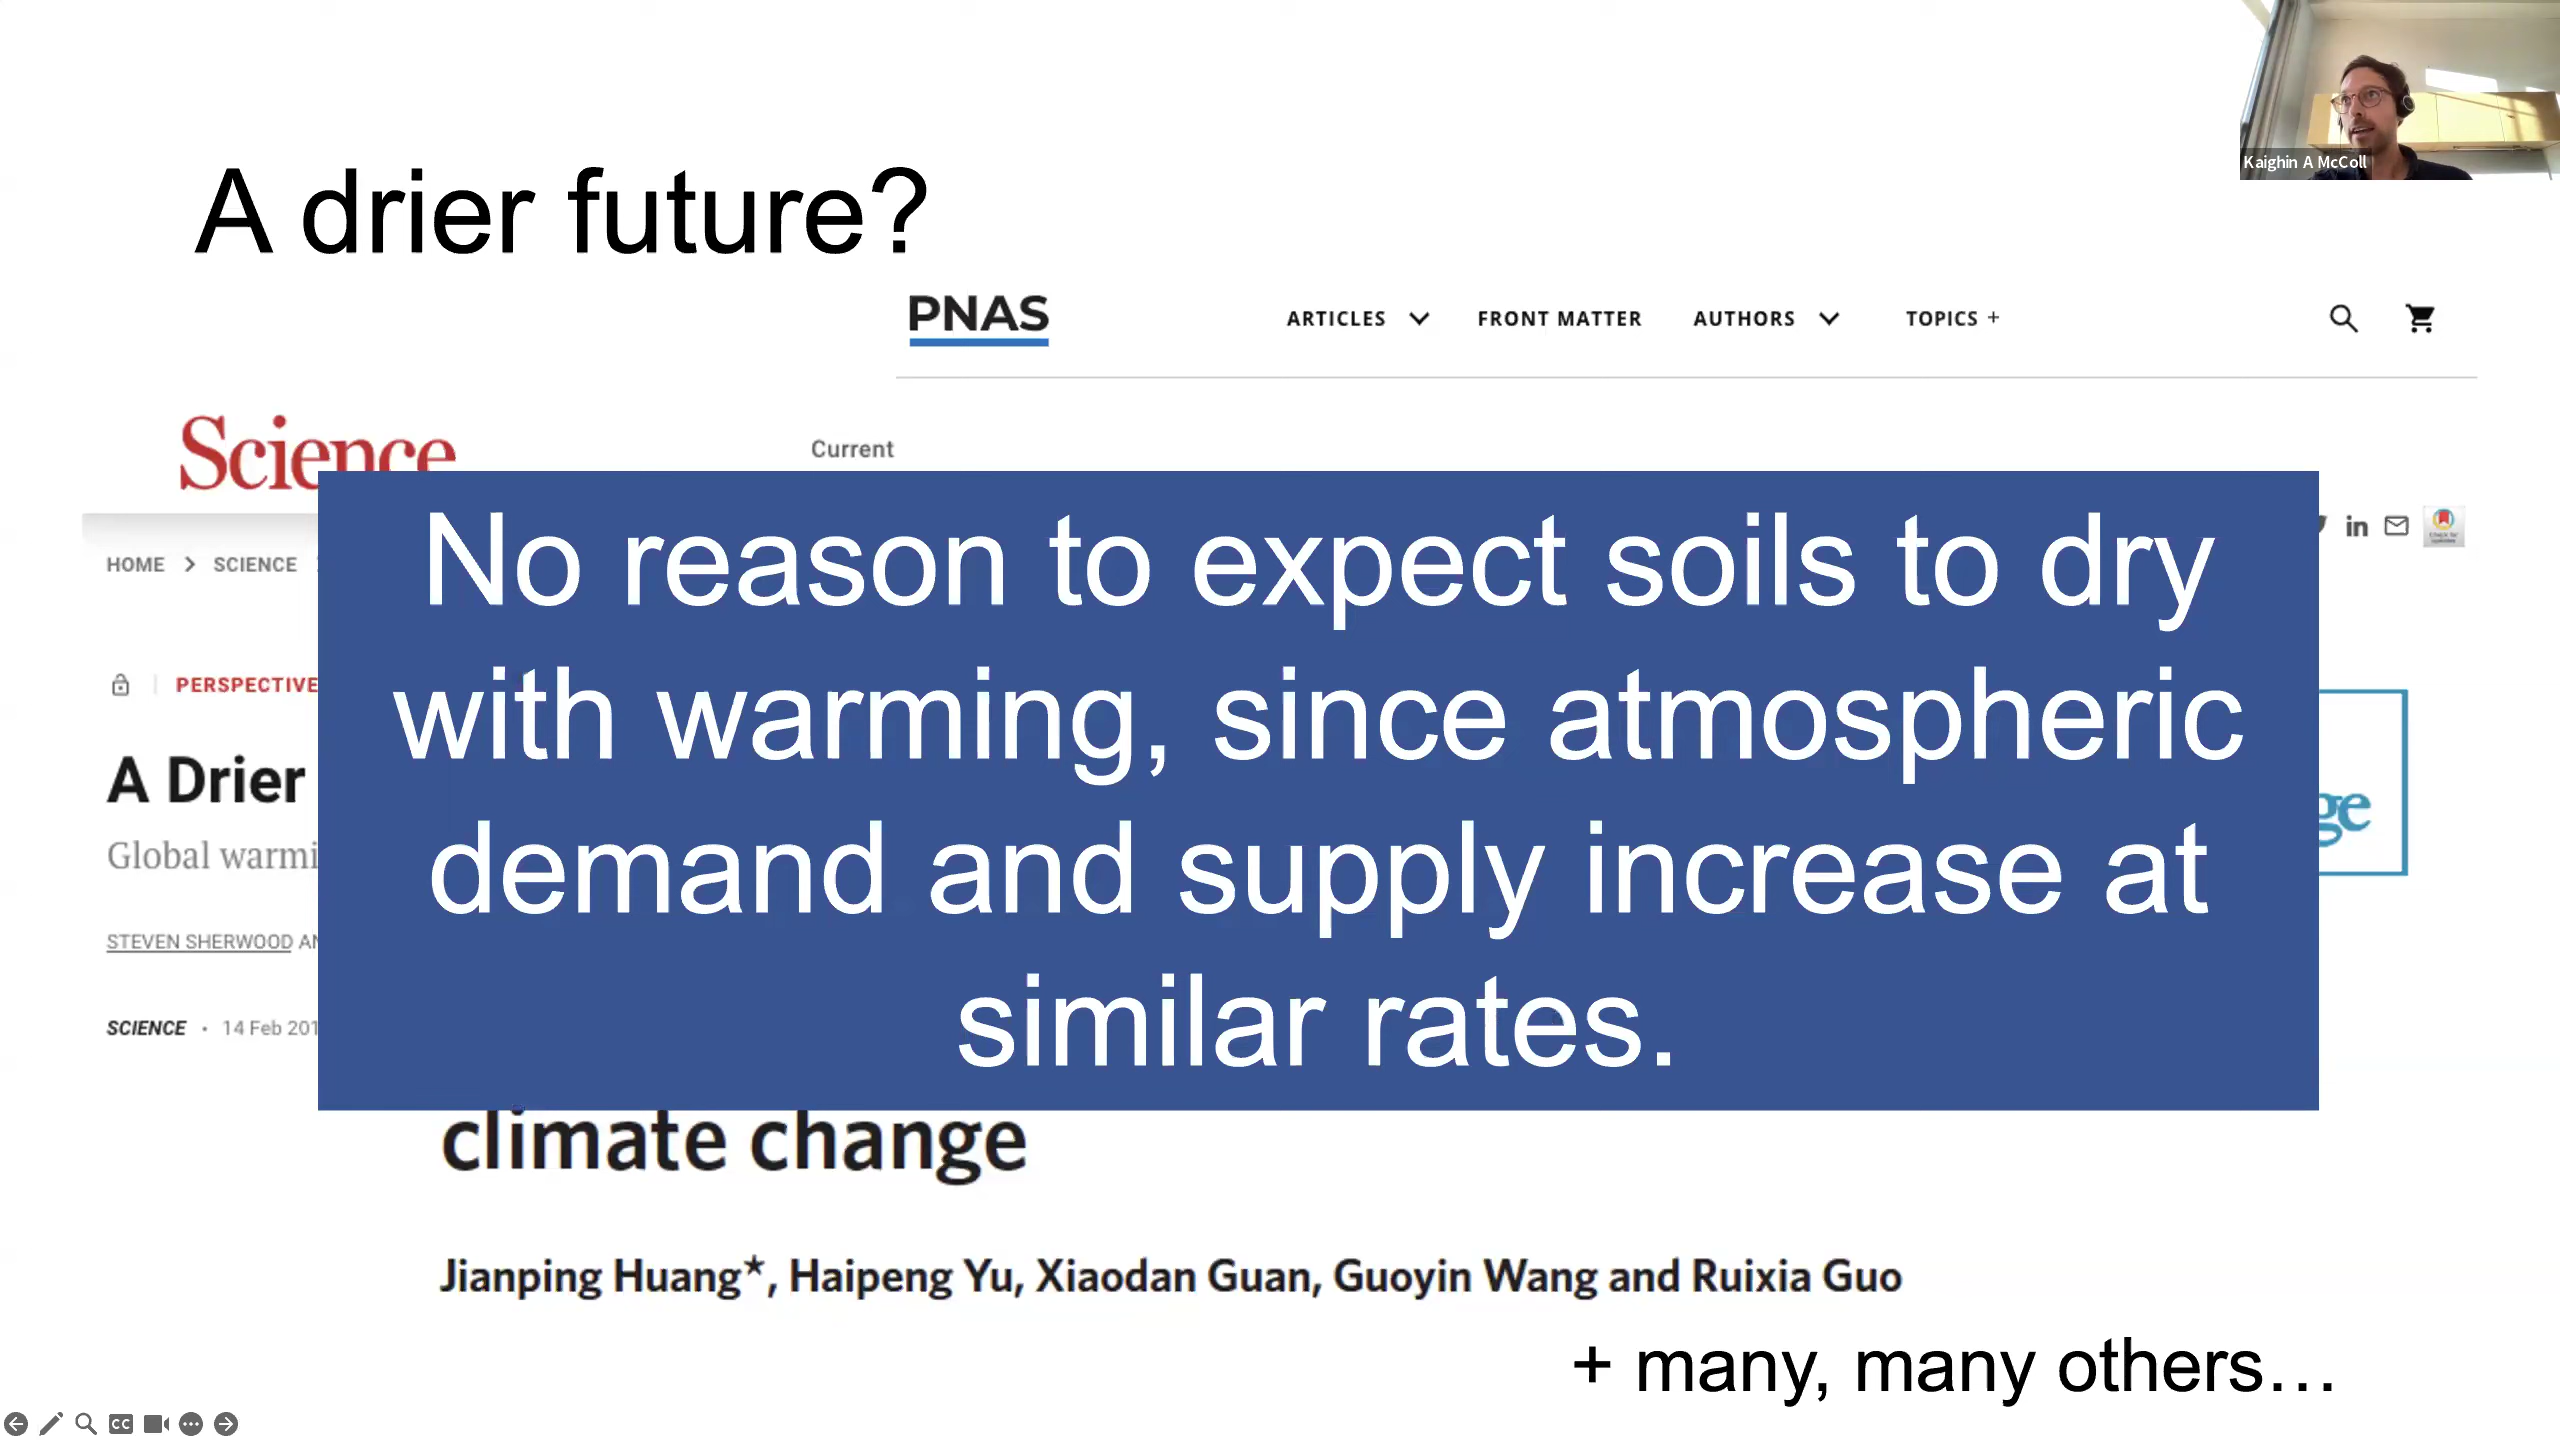 Kaighin A McColl
A drier future?
PNAS
ARTICLES FRONT MATTER AUTHORS TOPICS +
Science
Current
No reason to expect soils to dry
with warming, since atmospheric
demand and supply increase at
similar rates.
in
HOME > SCIENCE
PERSPECTIVE
A Drier
Global warmi
ge
STEVEN SHERWOOD AN
SCIENCE • 14 Feb 201
climate change
Jianping Huang*, Haipeng Yu, Xiaodan Guan, Guoyin Wang and Ruixia Guo
+ many, many others…
CC